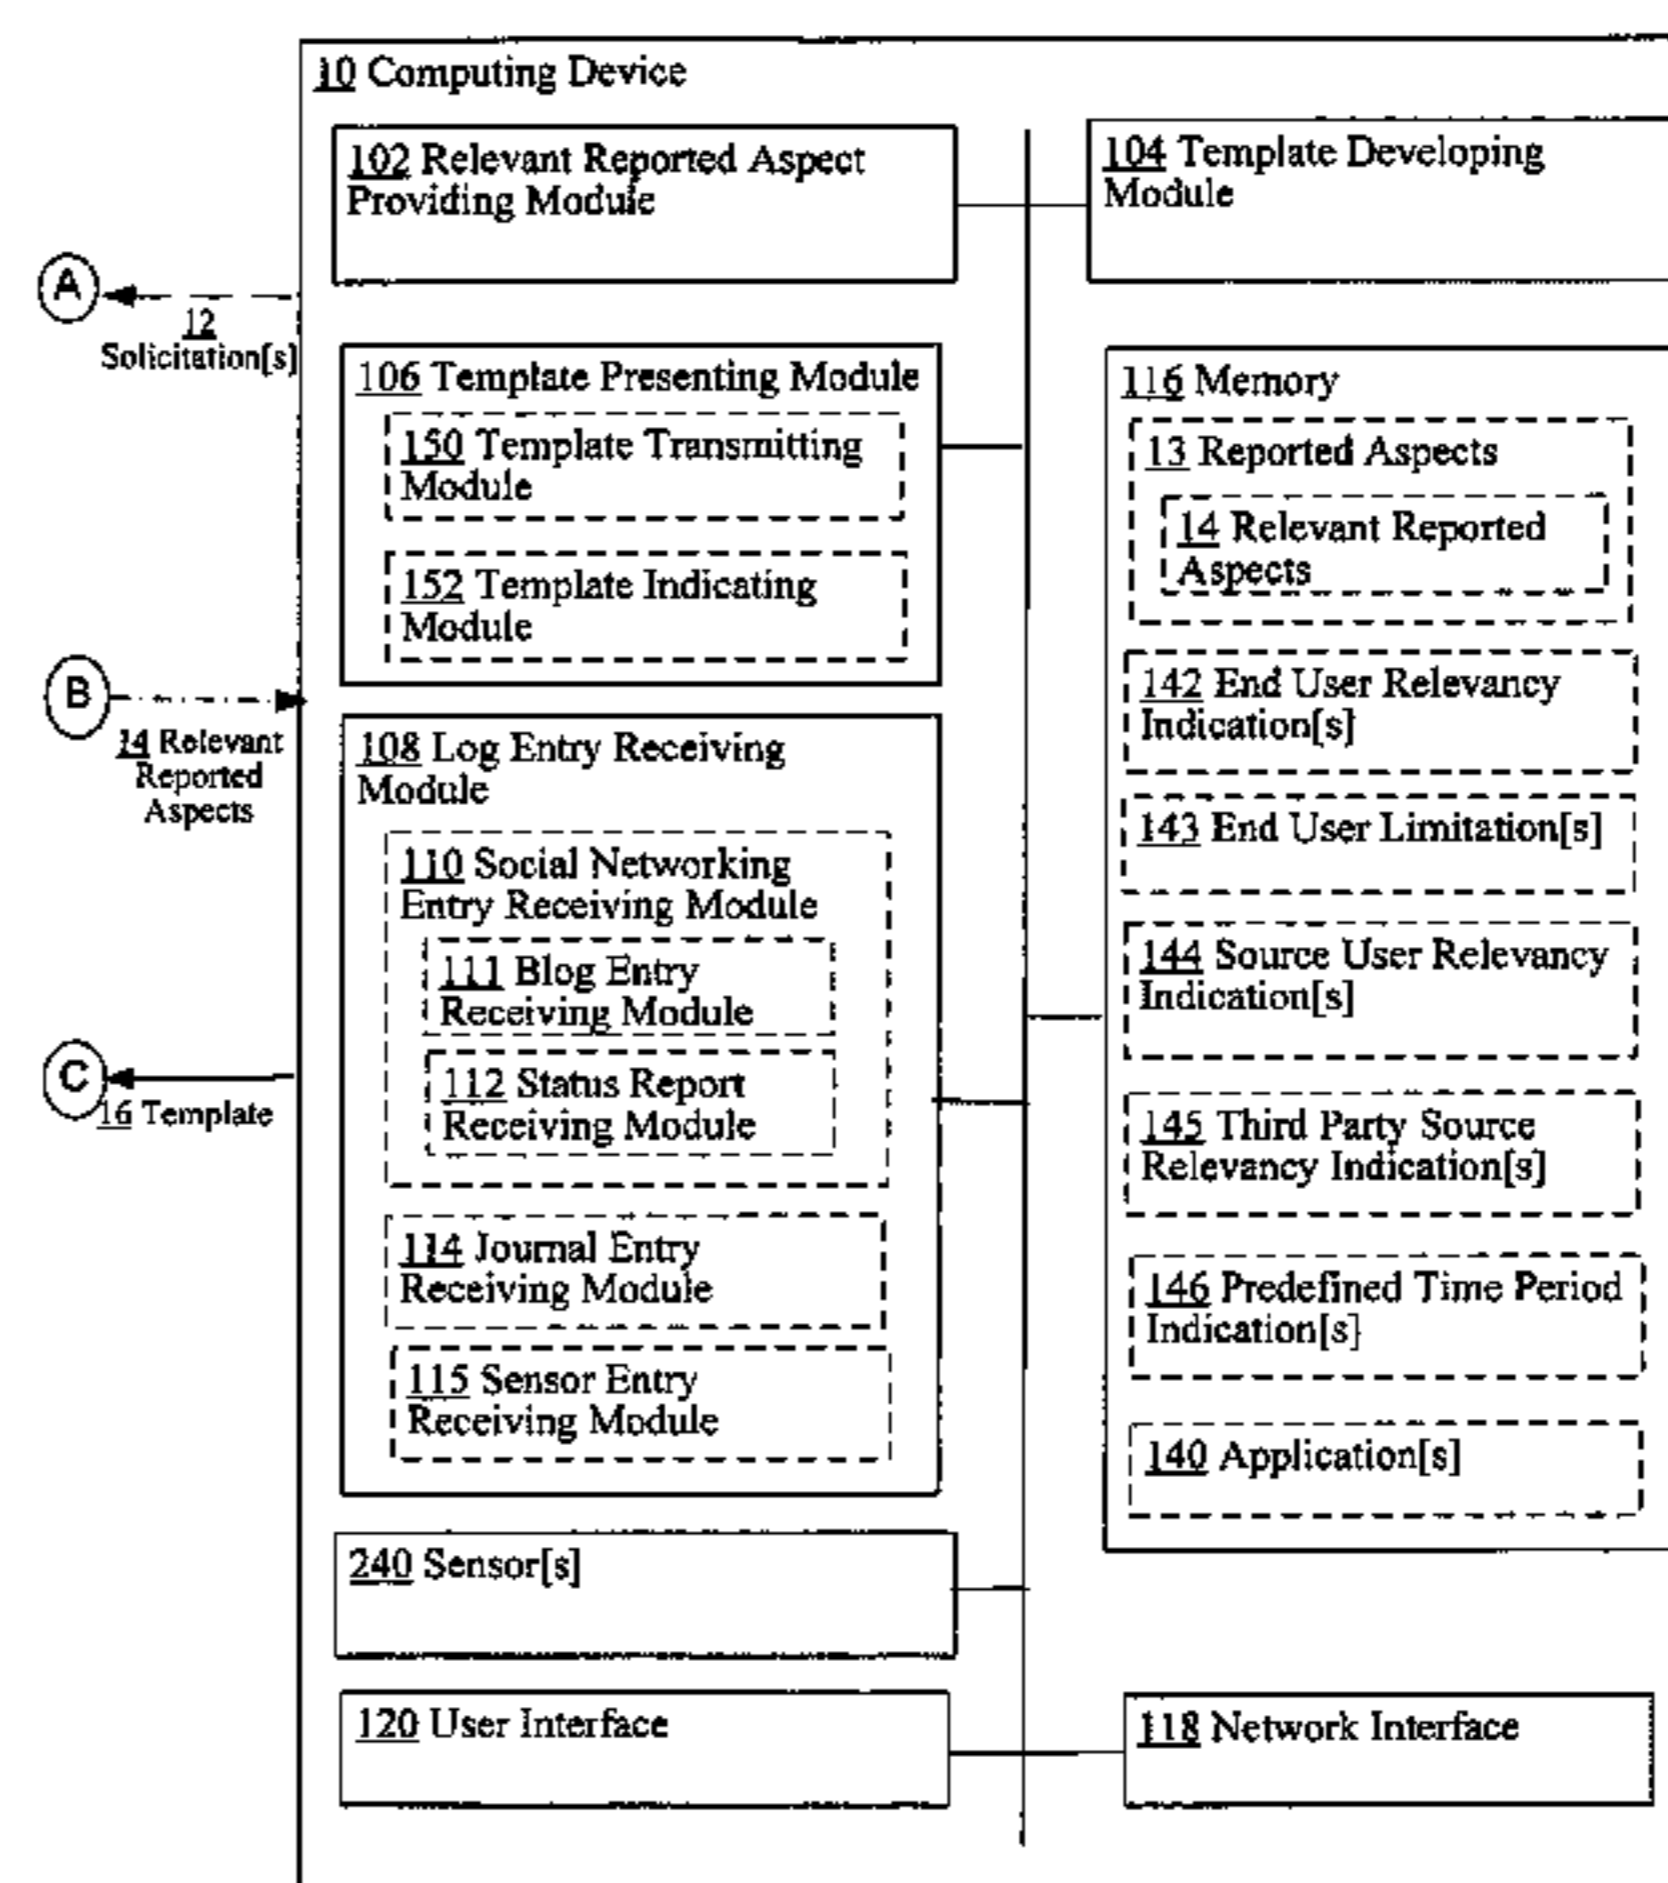 10 Computing Device
102 Relevant Reported Aspect
Providing Module
104 Template Developing
Module
A
12
Solicitation[s]
106 Template Presenting Module
150 Template Transmitting
Module
152 Template Indicating
Module
B
14 Relevant
Reported
Aspects
108 Log Entry Receiving
Module
110 Social Networking
Entry Receiving Module
111 Blog Entry
Receiving Module
112 Status Report
Receiving Module
C
16 Template
114 Journal Entry
Receiving Module
115 Sensor Entry
Receiving Module
116 Memory
13 Reported Aspects
14 Relevant Reported
Aspects
142 End User Relevancy
Indication[s]
143 End User Limitation[s]
144 Source User Relevancy
Indication[s]
145 Third Party Source
Relevancy Indication[s]
146 Predefined Time Period
Indication[s]
140 Application[s]
240 Sensor[s]
120 User Interface
118 Network Interface